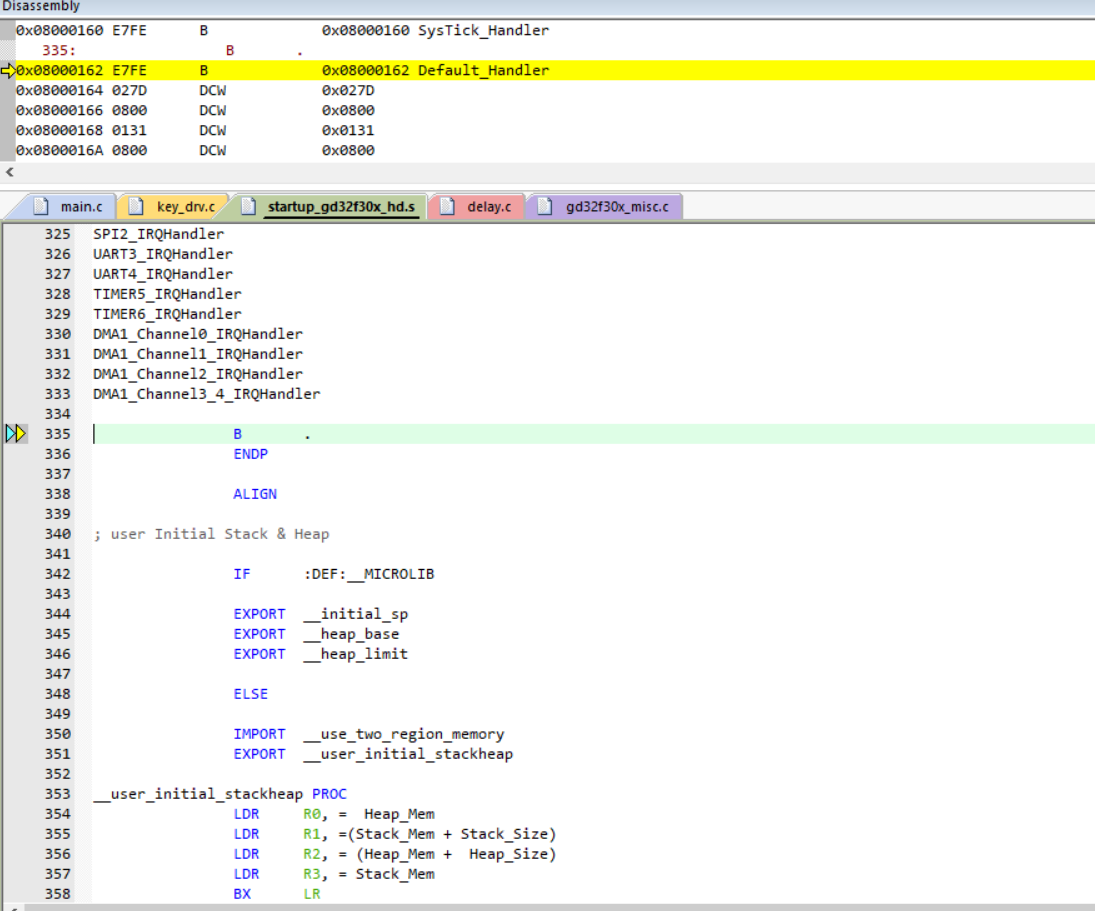 Disassembly
0x08000160 E7FE      B              0x08000160 SysTick_Handler
   335:                 B       .
0x08000162 E7FE      B              0x08000162 Default_Handler
0x08000164 027D      DCW            0x027D
0x08000166 0800      DCW            0x0800
0x08000168 0131      DCW            0x0131
0x0800016A 0800      DCW            0x0800
main.c key_drv.c startup_gd32f30x_hd.s delay.c gd32f30x_misc.c
325 SPI2_IRQHandler
326 UART3_IRQHandler
327 UART4_IRQHandler
328 TIMER5_IRQHandler
329 TIMER6_IRQHandler
330 DMA1_Channel0_IRQHandler
331 DMA1_Channel1_IRQHandler
332 DMA1_Channel2_IRQHandler
333 DMA1_Channel3_4_IRQHandler
334
335                 B       .
336                 ENDP
337
338                 ALIGN
339
340 ; user Initial Stack & Heap
341
342                 IF      :DEF:__MICROLIB
343
344                 EXPORT  __initial_sp
345                 EXPORT  __heap_base
346                 EXPORT  __heap_limit
347
348                 ELSE
349
350                 IMPORT  __use_two_region_memory
351                 EXPORT  __user_initial_stackheap
352
353 __user_initial_stackheap PROC
354                 LDR     R0, =  Heap_Mem
355                 LDR     R1, =(Stack_Mem + Stack_Size)
356                 LDR     R2, = (Heap_Mem +  Heap_Size)
357                 LDR     R3, = Stack_Mem
358                 BX      LR